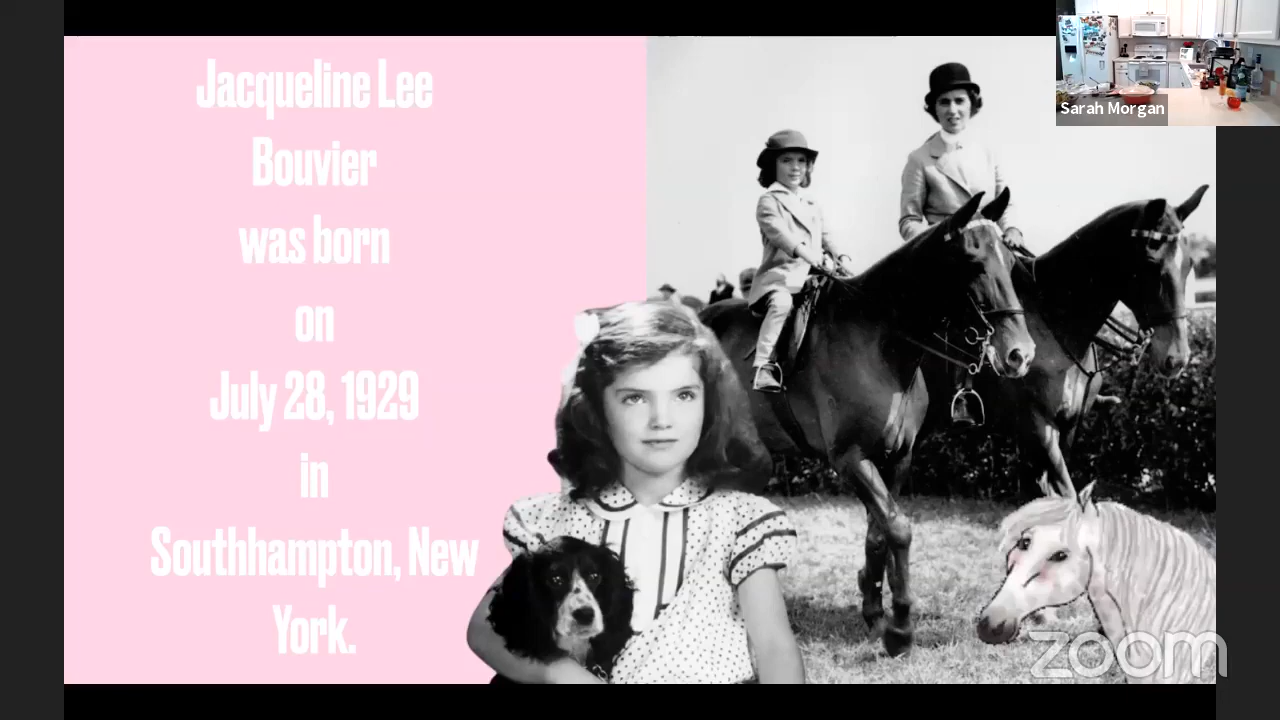 Jacqueline Lee
Bouvier
was born
on
July 28, 1929
in
Southhampton, New
York.
Sarah Morgan
zoom